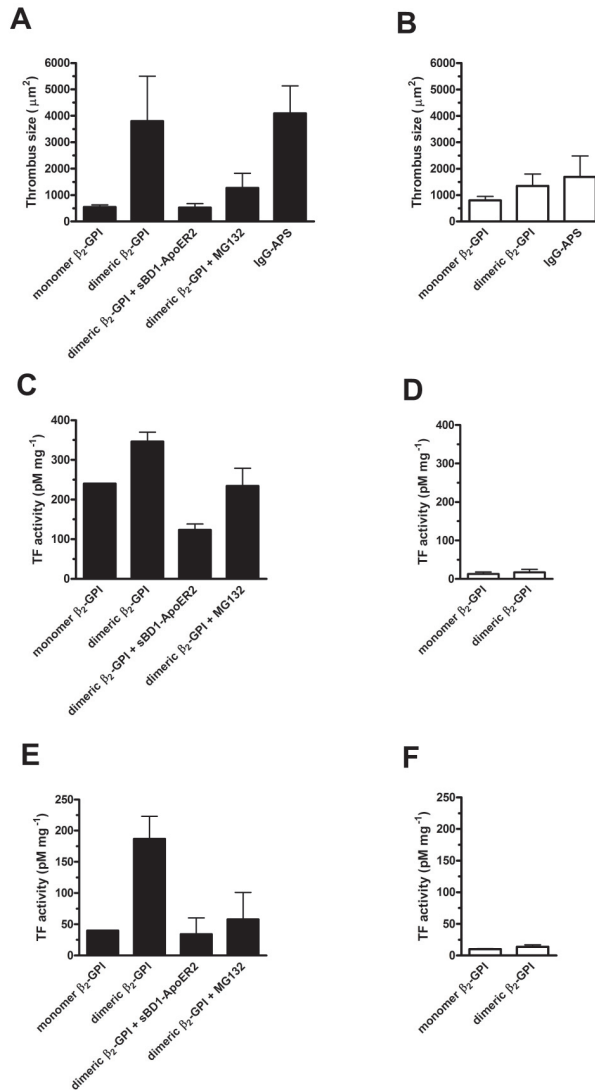 A
Thrombus size ( μm²)
6000
5000
4000
3000
2000
1000
0
monomer β₂-GPI
dimeric β₂-GPI
dimeric β₂-GPI + sBD1-ApoER2
dimeric β₂-GPI + MG132
IgG-APS
B
Thrombus size ( μm²)
6000
5000
4000
3000
2000
1000
0
monomer β₂-GPI
dimeric β₂-GPI
IgG-APS
C
TF activity (pM mg⁻¹)
400
300
200
100
0
monomer β₂-GPI
dimeric β₂-GPI
dimeric β₂-GPI + sBD1-ApoER2
dimeric β₂-GPI + MG132
D
TF activity (pM mg⁻¹)
400
300
200
100
0
monomer β₂-GPI
dimeric β₂-GPI
E
TF activity (pM mg⁻¹)
250
200
150
100
50
0
monomer β₂-GPI
dimeric β₂-GPI
dimeric β₂-GPI + sBD1-ApoER2
dimeric β₂-GPI + MG132
F
TF activity (pM mg⁻¹)
250
200
150
100
50
0
monomer β₂-GPI
dimeric β₂-GPI